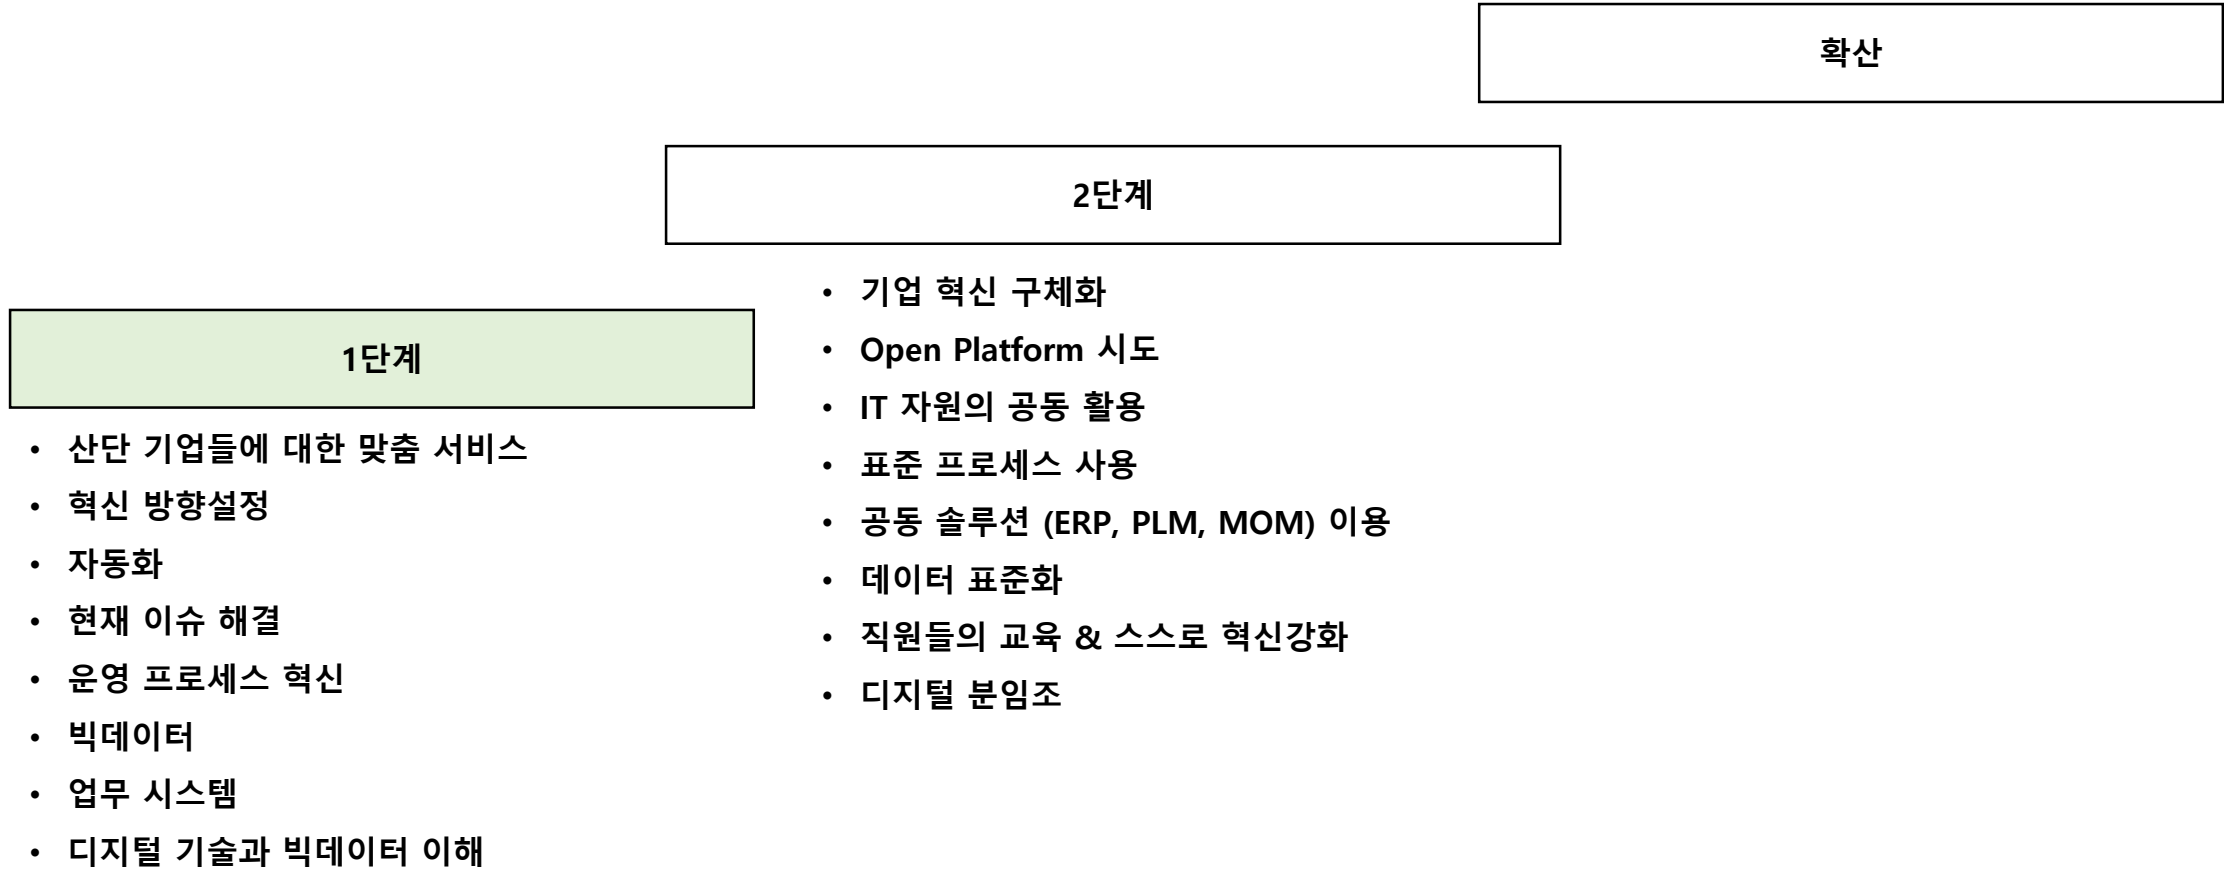 확산
2단계
• 기업 혁신 구체화
• Open Platform 시도
• IT 자원의 공동 활용
• 표준 프로세스 사용
• 공동 솔루션 (ERP, PLM, MOM) 이용
• 데이터 표준화
• 직원들의 교육 & 스스로 혁신강화
• 디지털 분임조
1단계
• 산단 기업들에 대한 맞춤 서비스
• 혁신 방향설정
• 자동화
• 현재 이슈 해결
• 운영 프로세스 혁신
• 빅데이터
• 업무 시스템
• 디지털 기술과 빅데이터 이해